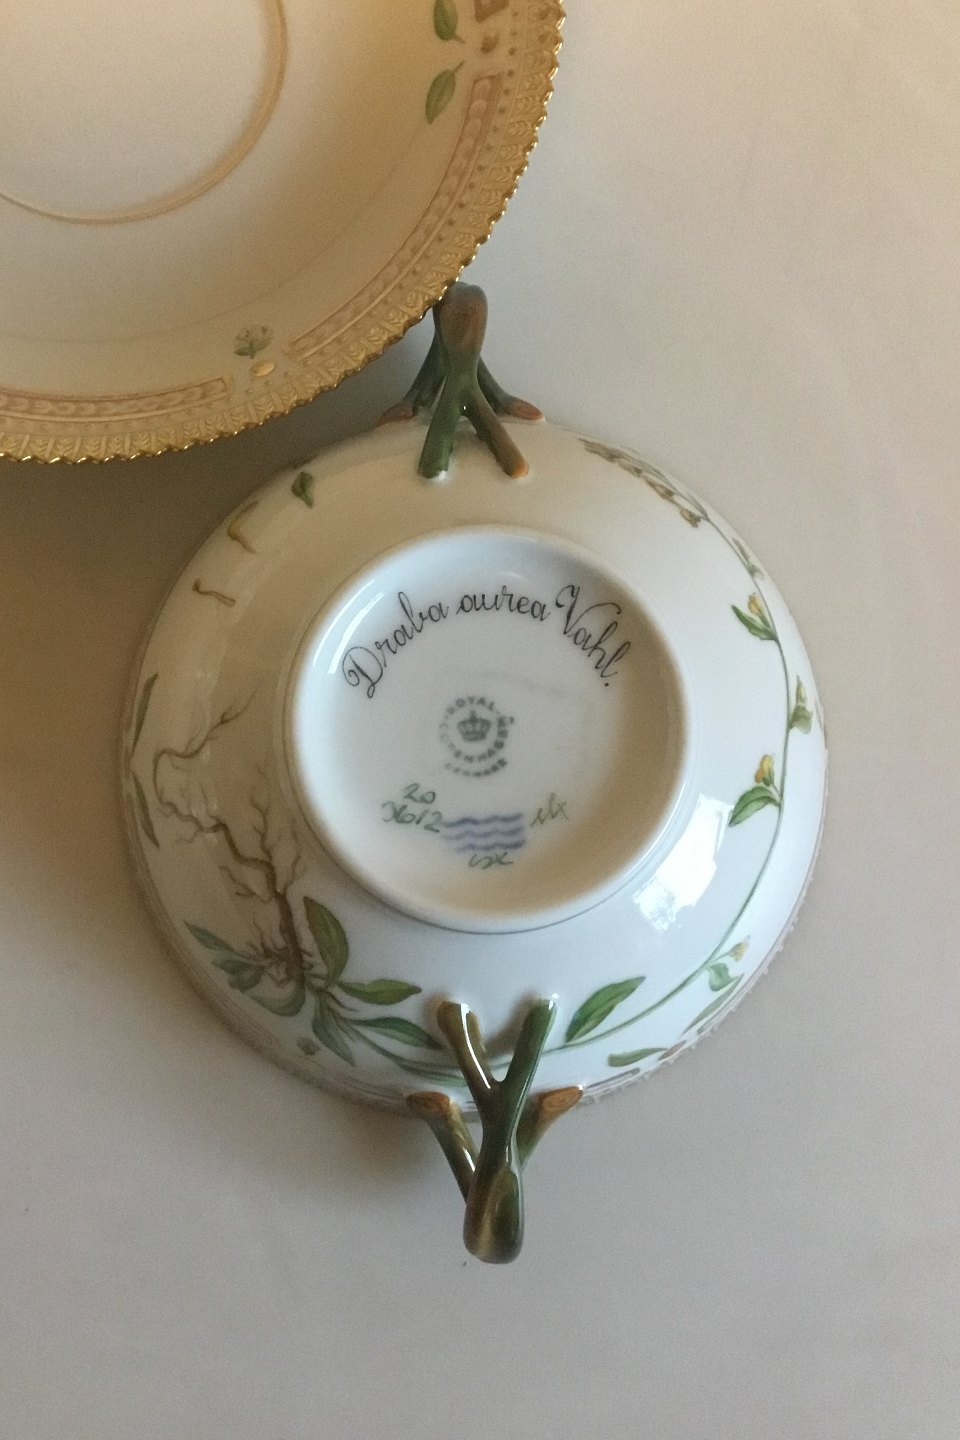 Draba aurea Vahl.
ROYAL
COPENHAGEN
DENMARK
20
3612